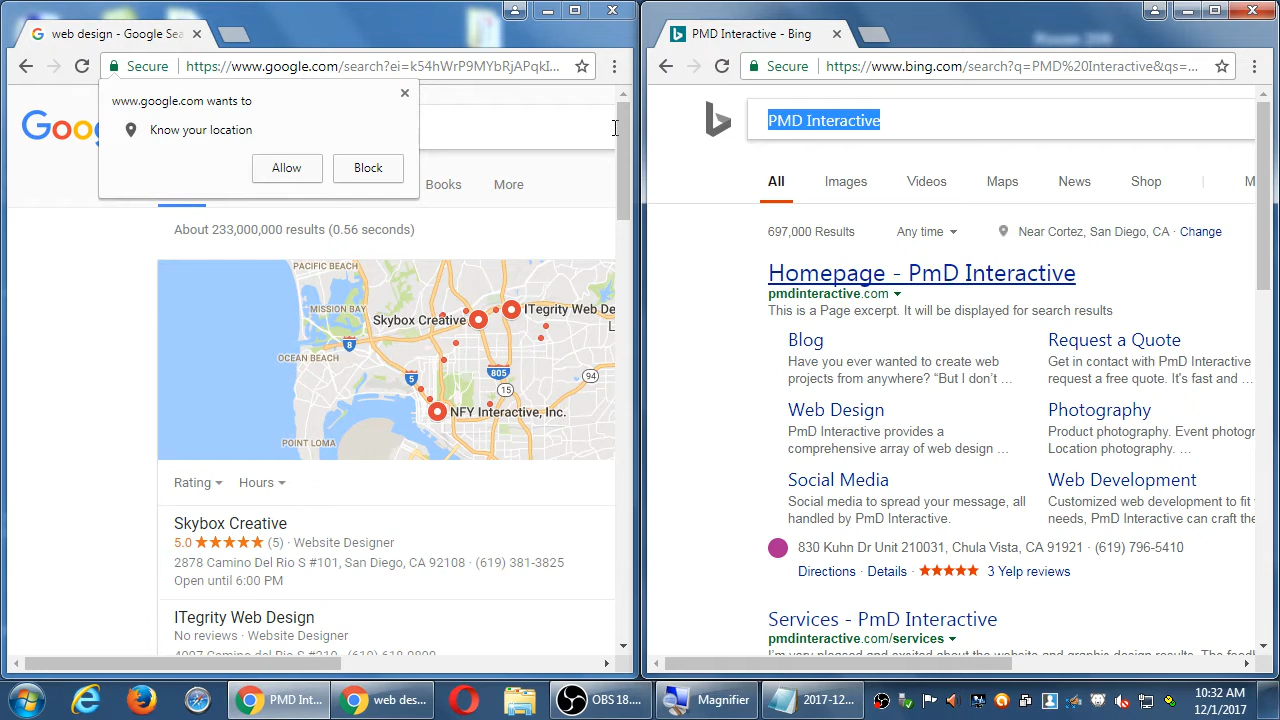 web design - Google Sea
Secure
https://www.google.com/search?ei=k54hWrP9MYbRjAPqkI...
www.google.com wants to
Know your location
Allow
Block
Goo
Books
More
About 233,000,000 results (0.56 seconds)
PACIFIC BEACH
MISSION BAY
OCEAN BEACH
POINT LOMA
8
5
805
15
94
Skybox Creative
ITegrity Web De
NFY Interactive, Inc.
Rating
Hours
Skybox Creative
5.0 ★★★★★ (5) · Website Designer
2878 Camino Del Rio S #101, San Diego, CA 92108 · (619) 381-3825
Open until 6:00 PM
ITegrity Web Design
No reviews · Website Designer
PMD Interactive - Bing
Secure
https://www.bing.com/search?q=PMD%20Interactive&qs=...
PMD Interactive
All
Images
Videos
Maps
News
Shop
M
697,000 Results
Any time
Near Cortez, San Diego, CA · Change
Homepage - PmD Interactive
pmdinteractive.com
This is a Page excerpt. It will be displayed for search results
Blog
Have you ever wanted to create web
projects from anywhere? “But I don’t ...
Request a Quote
Get in contact with PmD Interactive
request a free quote. It's fast and ...
Web Design
PmD Interactive provides a
comprehensive array of web design ...
Photography
Product photography. Event photogr
Location photography. ...
Social Media
Social media to spread your message, all
handled by PmD Interactive.
Web Development
Customized web development to fit
needs, PmD Interactive can craft the
830 Kuhn Dr Unit 210031, Chula Vista, CA 91921 · (619) 796-5410
Directions · Details · ★★★★★ 3 Yelp reviews
Services - PmD Interactive
pmdinteractive.com/services
PMD Int...
web des...
OBS 18....
Magnifier
2017-12...
10:32 AM
12/1/2017